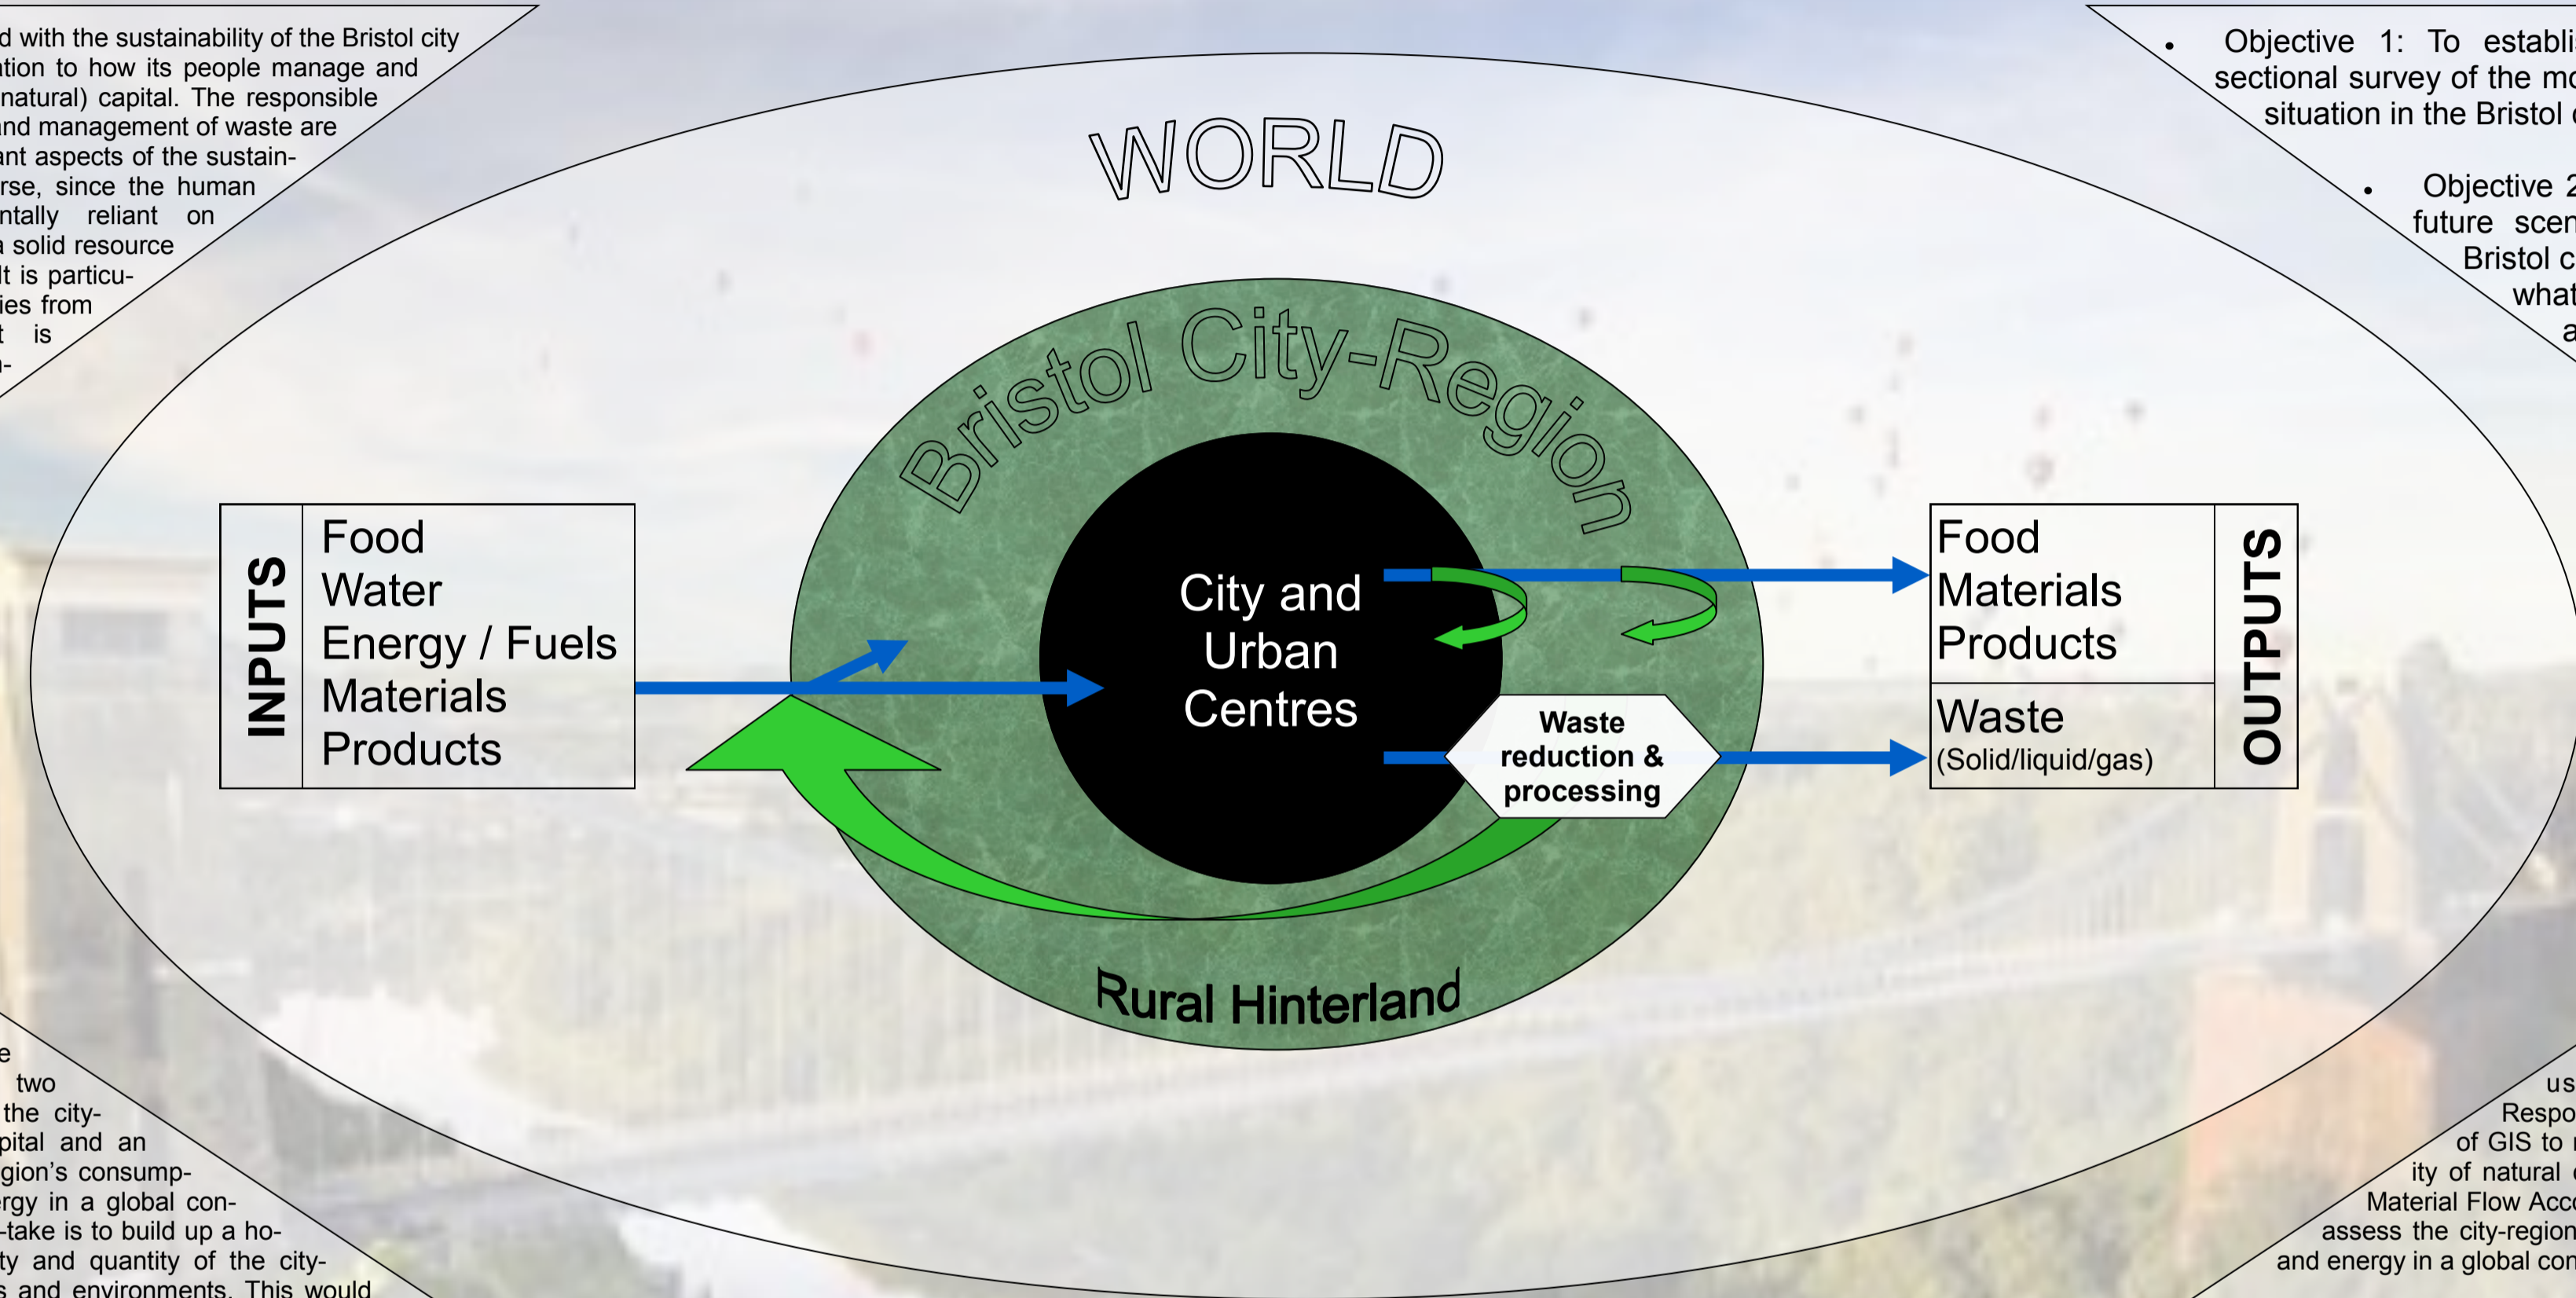 d with the sustainability of the Bristol city
ation to how its people manage and
natural) capital. The responsible
and management of waste are
ant aspects of the sustain-
rse, since the human
ntally reliant on
a solid resource
It is particu-
ies from
t is
n-
Objective 1: To establis
sectional survey of the mo
situation in the Bristol c
Objective 2
future scen
Bristol c
what
a
WORLD
Bristol City-Region
INPUTS
Food
Water
Energy / Fuels
Materials
Products
City and
Urban
Centres
Waste
reduction &
processing
Food
Materials
Products
Waste
(Solid/liquid/gas)
OUTPUTS
Rural Hinterland
e
two
the city-
pital and an
gion's consump-
ergy in a global con-
-take is to build up a ho-
ty and quantity of the city-
s and environments. This would
us
Respo
of GIS to
ity of natural
Material Flow Acco
assess the city-region
and energy in a global con